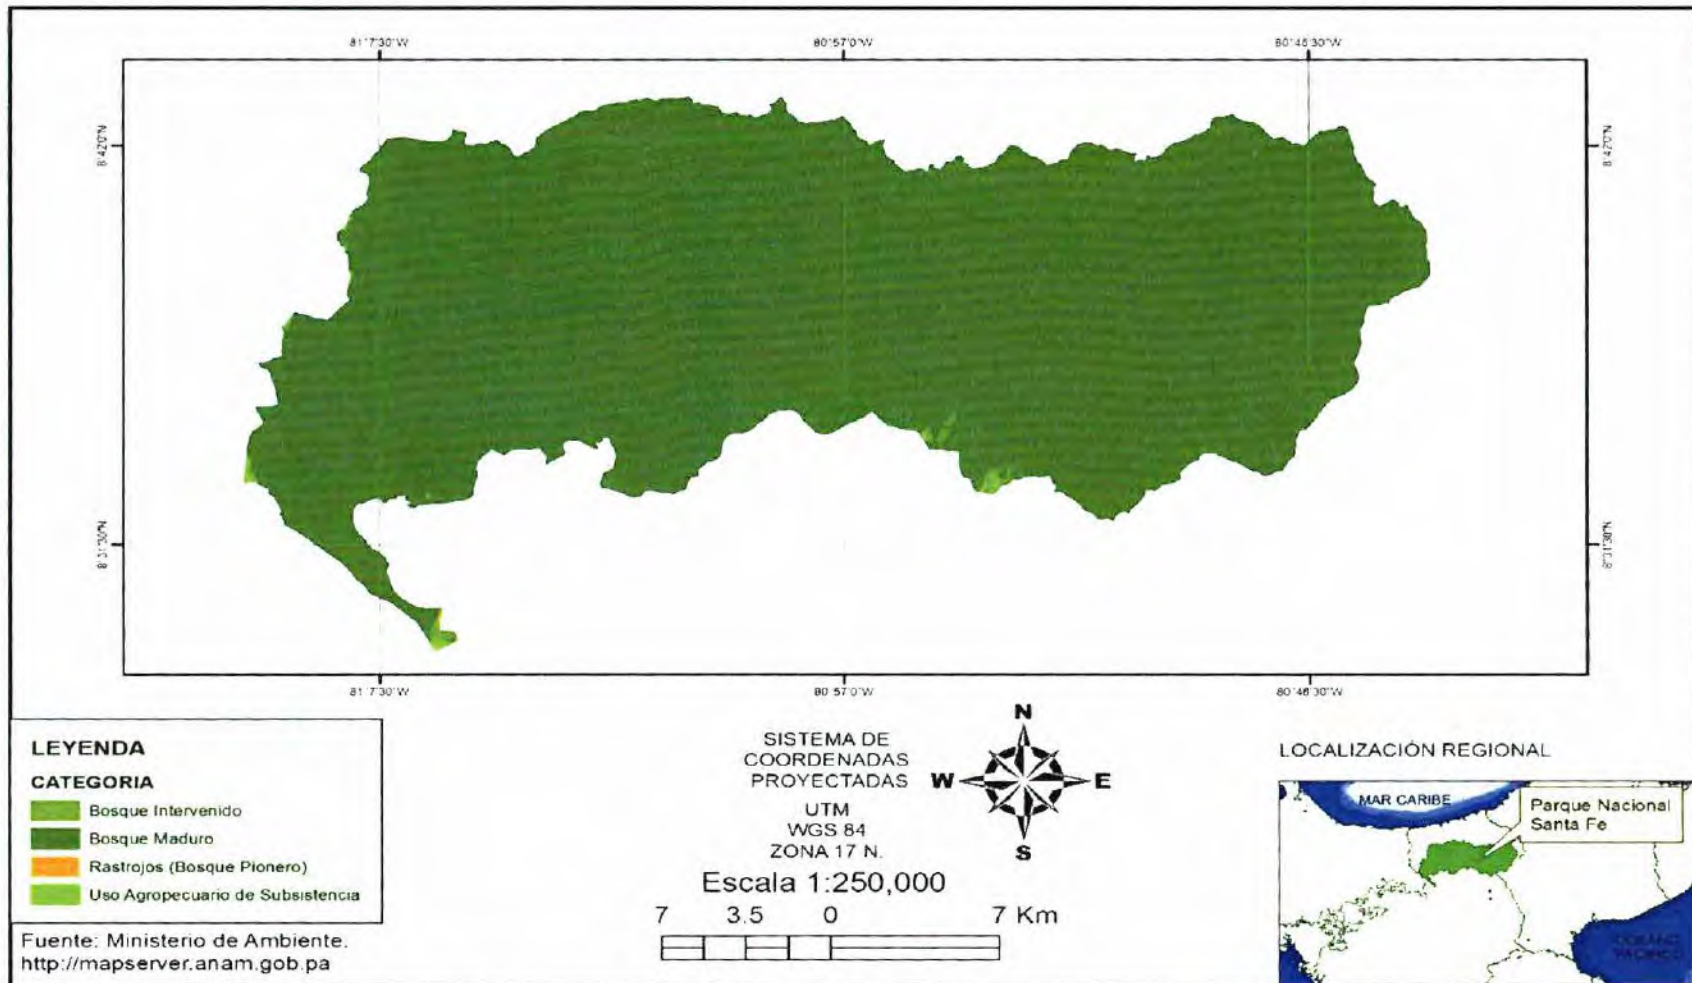 81°7'30"W
80°57'0"W
80°46'30"W
8°42'0"N
8°42'0"N
8°31'30"N
8°31'30"N
81°7'30"W
80°57'0"W
80°46'30"W
LEYENDA
CATEGORIA
Bosque Intervenido
Bosque Maduro
Rastrojos (Bosque Pionero)
Uso Agropecuario de Subsistencia
Fuente: Ministerio de Ambiente.
http://mapserver.anam.gob.pa
SISTEMA DE
COORDENADAS
PROYECTADAS
UTM
WGS 84
ZONA 17 N.
Escala 1:250,000
7 3.5 0 7 Km
N
W E
S
LOCALIZACIÓN REGIONAL
MAR CARIBE
Parque Nacional
Santa Fe
OCEANO
PACIFICO